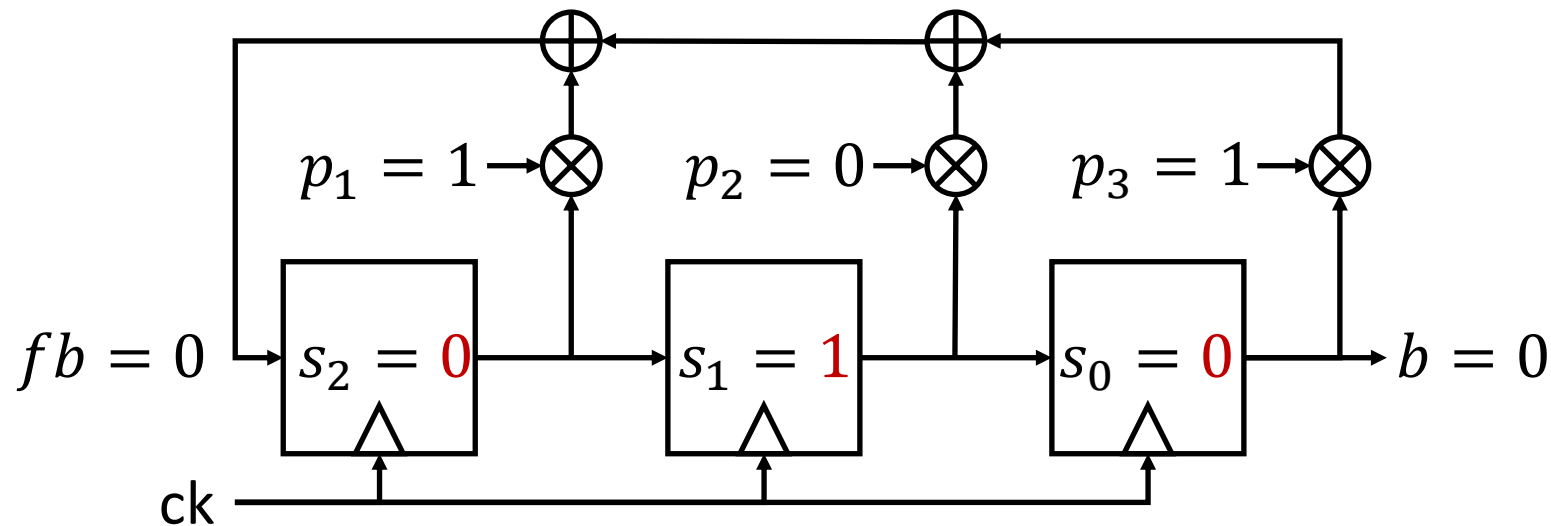 p₁ = 1
p₂ = 0
p₃ = 1
fb = 0
s₂ = 0
s₁ = 1
s₀ = 0
b = 0
ck